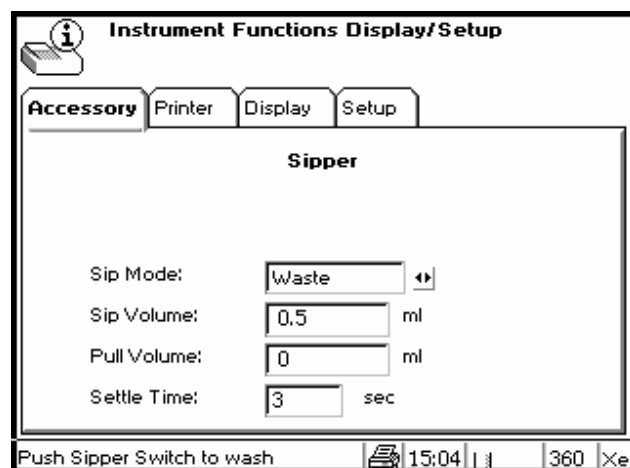 Instrument Functions Display/Setup
Accessory Printer Display Setup
Sipper
Sip Mode: Waste
Sip Volume: 0.5 ml
Pull Volume: 0 ml
Settle Time: 3 sec
Push Sipper Switch to wash 15:04 360 Xe